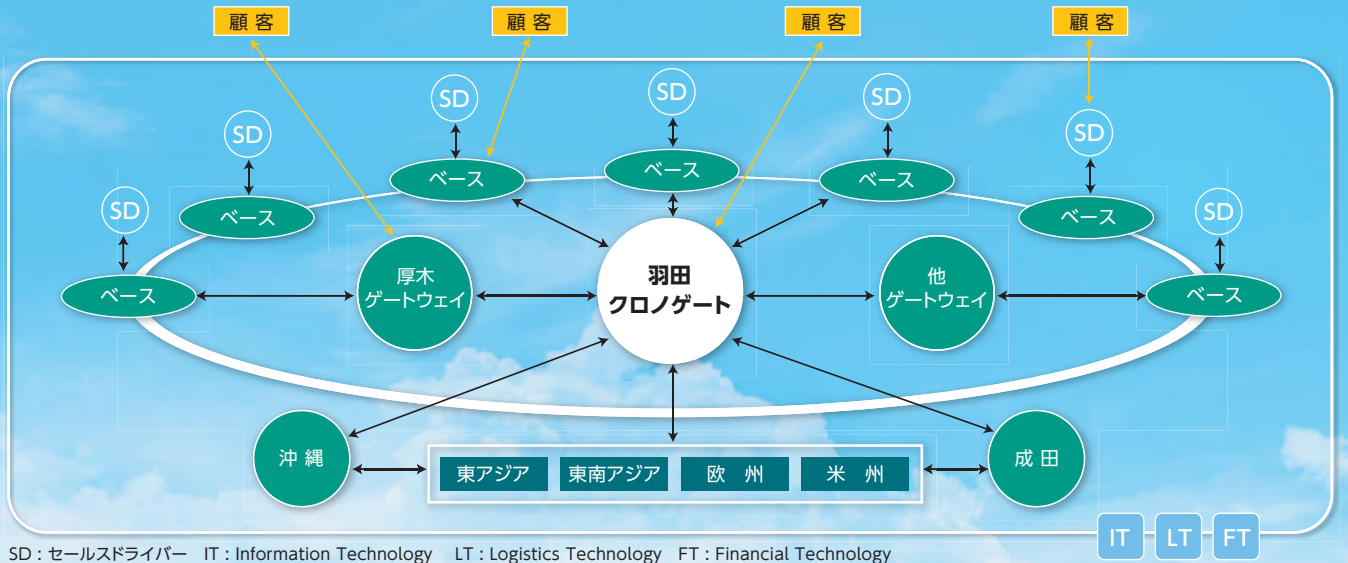 顧 客
顧 客
顧 客
顧 客
SD
SD
SD
SD
SD
SD
SD
ベース
ベース
ベース
ベース
ベース
ベース
ベース
厚木
ゲートウェイ
羽田
クロノゲート
他
ゲートウェイ
沖 縄
東アジア
東南アジア
欧 州
米 州
成 田
IT
LT
FT
SD : セールスドライバー IT : Information Technology LT : Logistics Technology FT : Financial Technology